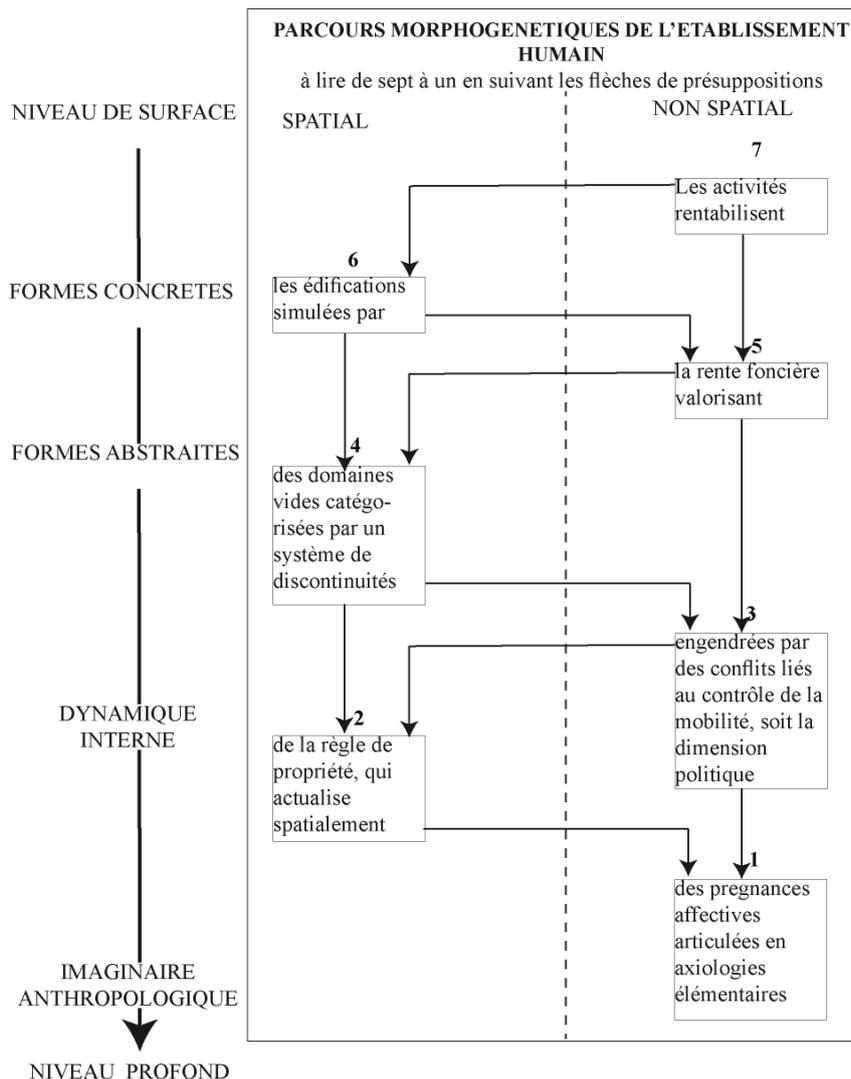 PARCOURS MORPHOGENETIQUES DE L'ETABLISSEMENT
HUMAIN
à lire de sept à un en suivant les flèches de présuppositions
NIVEAU DE SURFACE
SPATIAL
NON SPATIAL
7
Les activités
rentabilisent
6
les édifications
simulées par
FORMES CONCRETES
5
la rente foncière
valorisant
FORMES ABSTRAITES
4
des domaines
vides catégo-
risées par un
système de
discontinuités
3
engendrées par
des conflits liés
au contrôle de la
mobilité, soit la
dimension
politique
DYNAMIQUE
INTERNE
2
de la règle de
propriété, qui
actualise
spatialement
1
des pregnances
affectives
articulées en
axiologies
élémentaires
IMAGINAIRE
ANTHROPOLOGIQUE
NIVEAU PROFOND